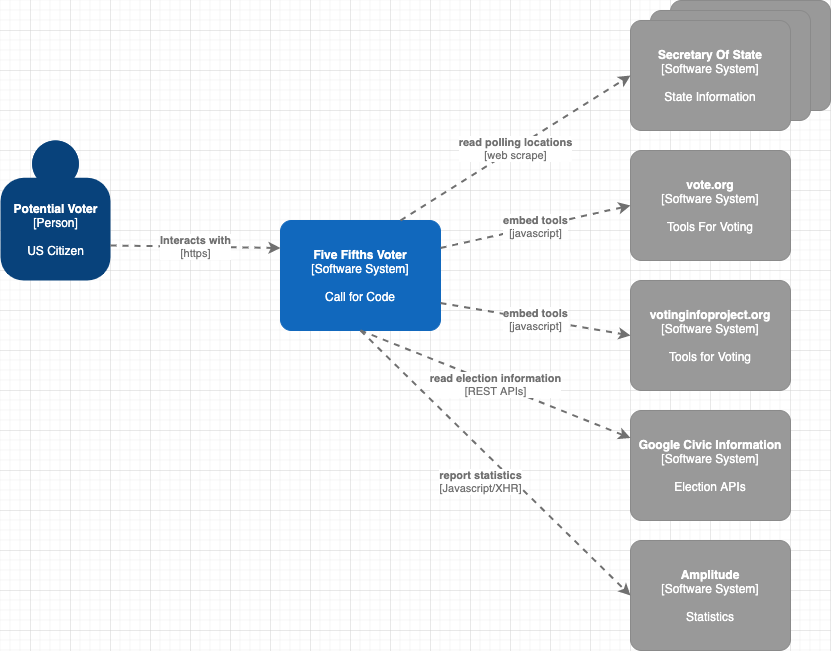 Secretary Of State
[Software System]
State Information
read polling locations
[web scrape]
vote.org
[Software System]
Tools For Voting
embed tools
[javascript]
Potential Voter
[Person]
US Citizen
Interacts with
[https]
Five Fifths Voter
[Software System]
Call for Code
embed tools
[javascript]
votinginfoproject.org
[Software System]
Tools for Voting
read election information
[REST APIs]
Google Civic Information
[Software System]
Election APIs
report statistics
[Javascript/XHR]
Amplitude
[Software System]
Statistics